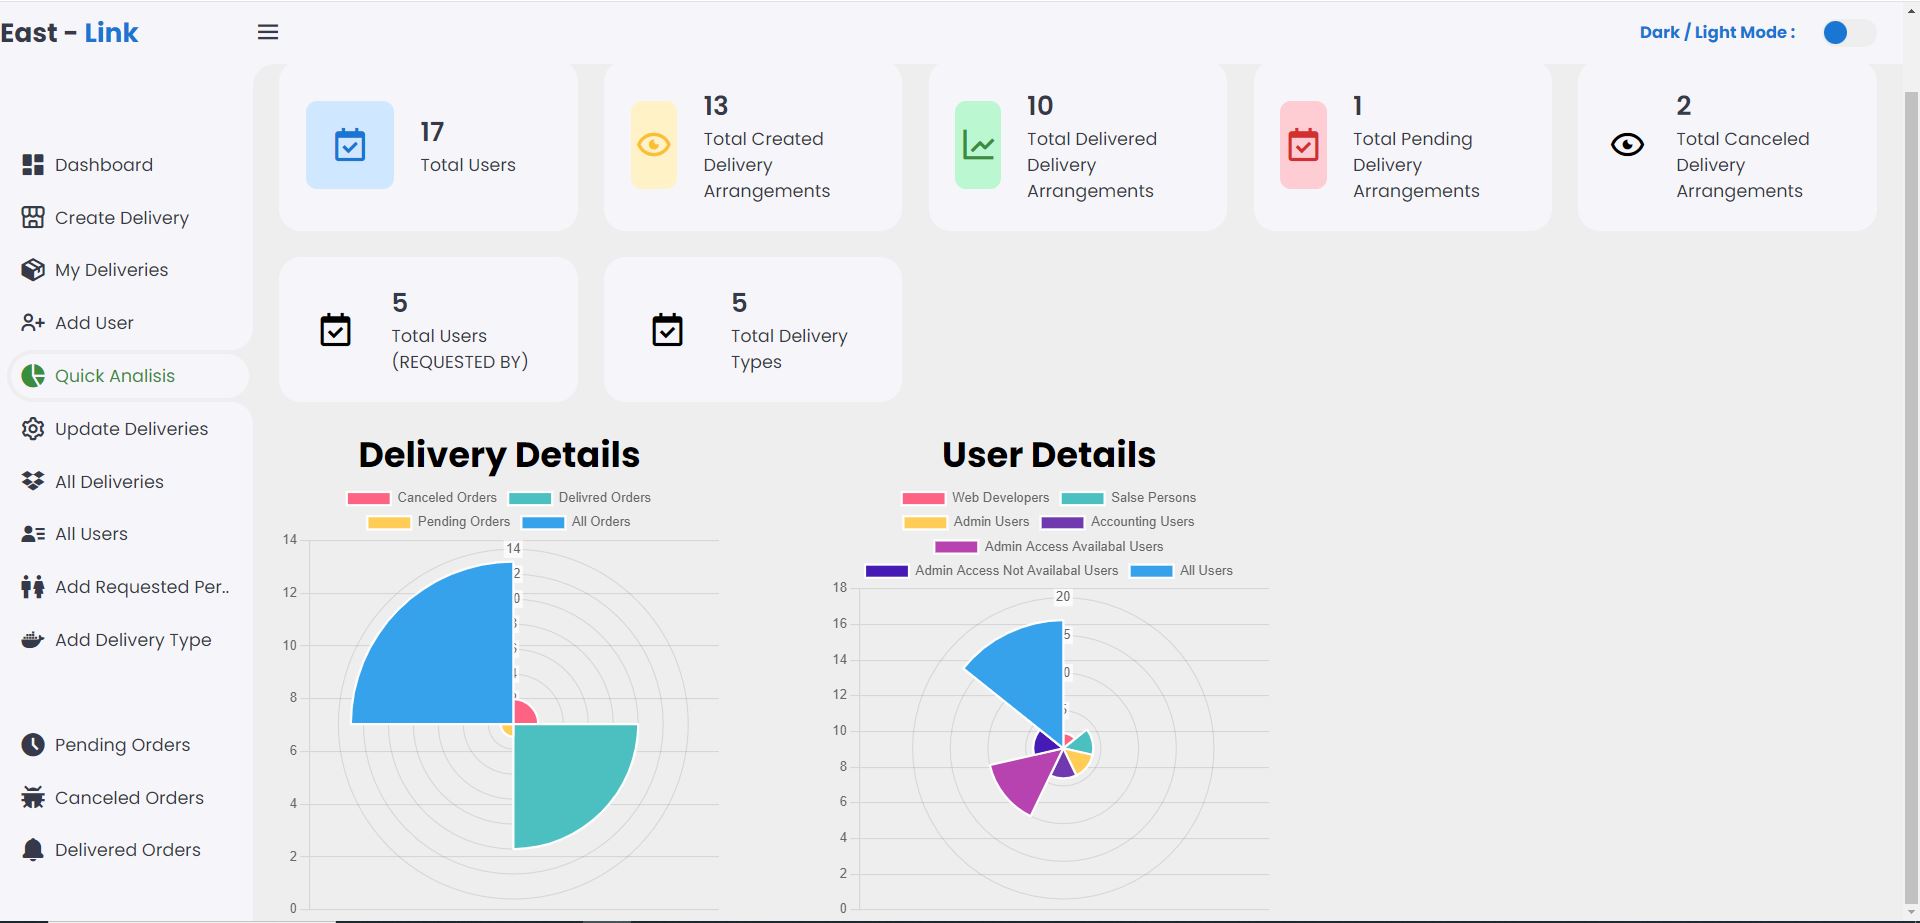 East - Link
Dark / Light Mode :
Dashboard
Create Delivery
My Deliveries
Add User
Quick Analisis
Update Deliveries
All Deliveries
All Users
Add Requested Per..
Add Delivery Type
Pending Orders
Canceled Orders
Delivered Orders
17
Total Users
13
Total Created
Delivery
Arrangements
10
Total Delivered
Delivery
Arrangements
1
Total Pending
Delivery
Arrangements
2
Total Canceled
Delivery
Arrangements
5
Total Users
(REQUESTED BY)
5
Total Delivery
Types
Delivery Details
Canceled Orders Delivred Orders
Pending Orders All Orders
14
12
10
8
6
4
2
0
14
2
0
User Details
Web Developers Salse Persons
Admin Users Accounting Users
Admin Access Availabal Users
Admin Access Not Availabal Users All Users
18
16
14
12
10
8
6
4
2
0
20
5
0
5